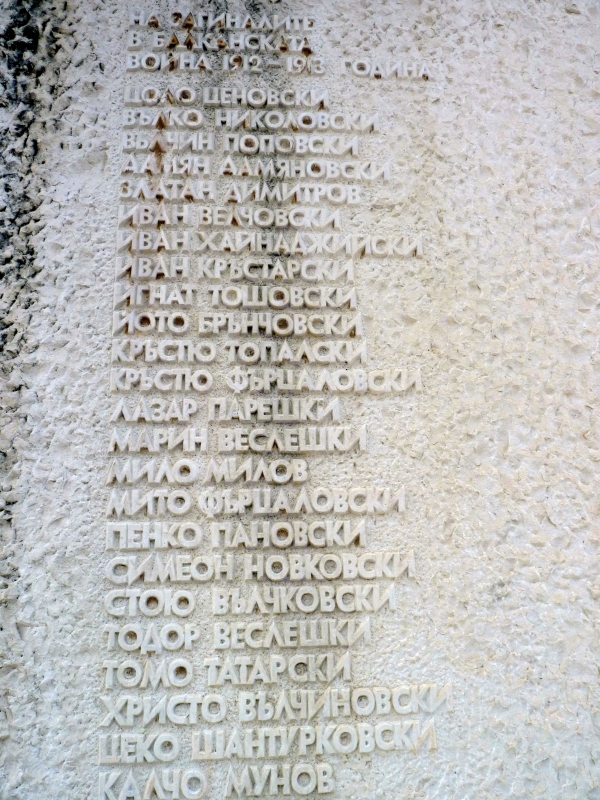 НА ЗАГИНАЛИТЕ
В БАЛКАНСКАТА
ВОЙНА 1912-1913 ГОДИНА
ЦОЛО ЦЕНОВСКИ
ВЪЛКО НИКОЛОВСКИ
ВЪЛЧИН ПОПОВСКИ
ДАМЯН ДАМЯНОВСКИ
ЗЛАТАН ДИМИТРОВ
ИВАН ВЕЛЧОВСКИ
ИВАН ХАЙНАДЖИЙСКИ
ИВАН КРЪСТАРСКИ
ИГНАТ ТОШОВСКИ
ЙОТО БРЪНЧОВСКИ
КРЪСТЮ ТОПАЛСКИ
КРЪСТЮ ФЪРЦАЛОВСКИ
ЛАЗАР ПАРЕШКИ
МАРИН ВЕСЛЕШКИ
МИЛО МИЛОВ
МИТО ФЪРЦАЛОВСКИ
ПЕНКО ПАНОВСКИ
СИМЕОН НОВКОВСКИ
СТОЮ ВЪЛЧКОВСКИ
ТОДОР ВЕСЛЕШКИ
ТОМО ТАТАРСКИ
ХРИСТО ВЪЛЧИНОВСКИ
ЦЕКО ШАНТУРКОВСКИ
КАЛЧО МУНОВ